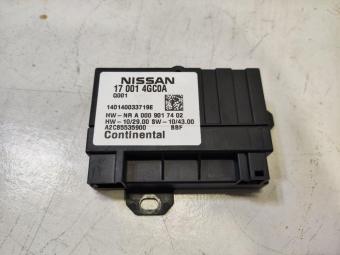 NISSAN
17 001 4GC0A
D001
140140033719E
HW-NR A 000 901 74 02
HW-10/29.00 SW-10/43.00
A2C85535900 BBF
Continental